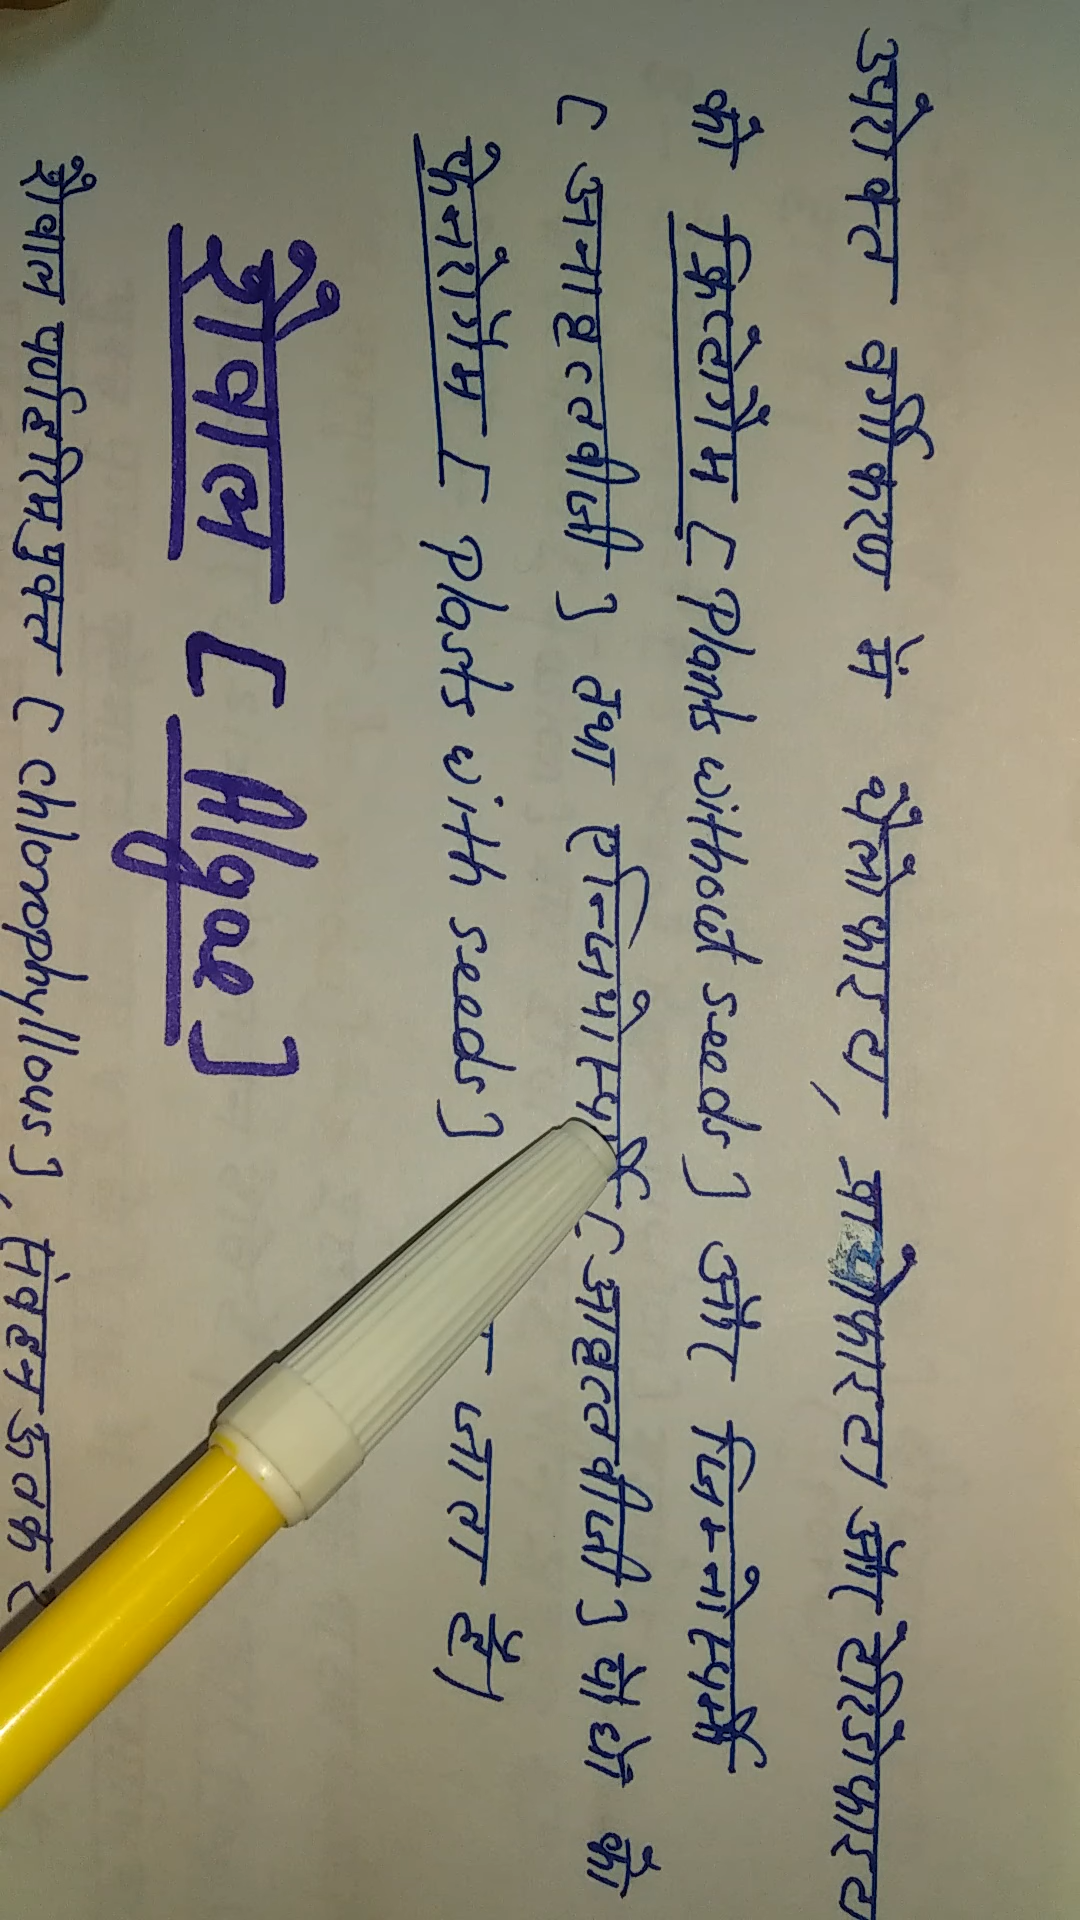 उपरोक्त वर्गीकरण में थैलोफाइटा, ब्रायोफाइटा और टेरिडोफाइटा
को क्रिप्टोगैम [Plants without seeds] और जिम्नोस्पर्म
[अनावृतबीजी] तथा एन्जियोस्पर्म [आवृतबीजी] पौधों को
फैनरोगैम [Plants with seeds] जाता है।
शैवाल [Algae]
शैवाल पर्णहरिमयुक्त [chlorophyllous], संवहन ऊतक